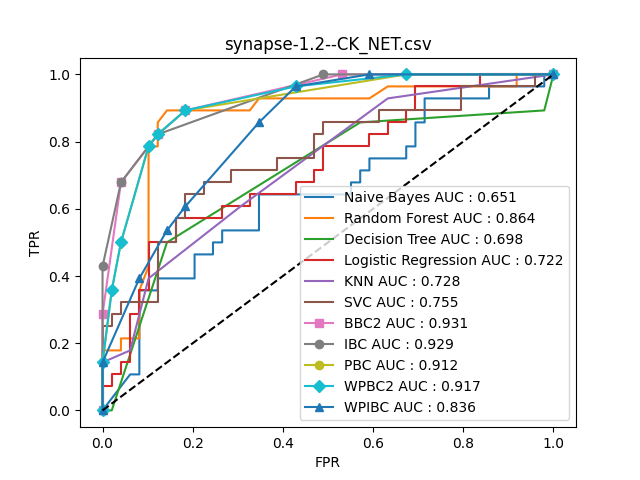 synapse-1.2--CK_NET.csv
TPR
1.0
0.8
0.6
0.4
0.2
0.0
Naive Bayes AUC : 0.651
Random Forest AUC : 0.864
Decision Tree AUC : 0.698
Logistic Regression AUC : 0.722
KNN AUC : 0.728
SVC AUC : 0.755
BBC2 AUC : 0.931
IBC AUC : 0.929
PBC AUC : 0.912
WPBC2 AUC : 0.917
WPIBC AUC : 0.836
0.0 0.2 0.4 0.6 0.8 1.0
FPR